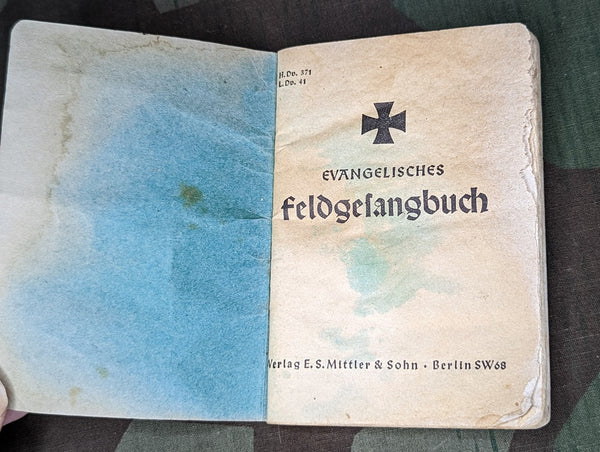 H.Dv. 371
L.Dv. 41
EVANGELISCHES
Feldgeſangbuch
Verlag E.S.Mittler & Sohn • Berlin SW68